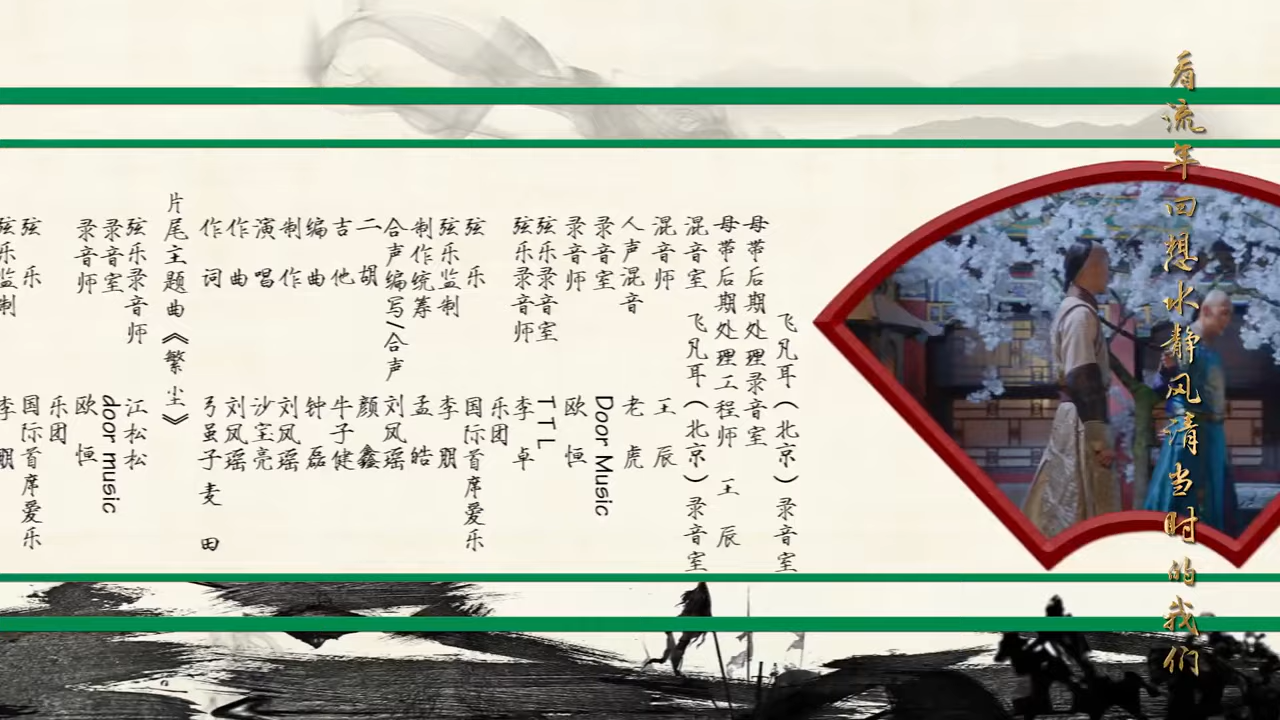 弦乐监制 李朋
弦乐 国际首席爱乐
乐团
录音师 欧恒
录音室 door music
弦乐录音师 江松松
片尾主题曲《繁尘》
作词 弓虽子 麦田
作曲 刘凤瑶
演唱 沙宝亮
制作 刘凤瑶
编曲 钟磊
吉他 牛子健
二胡 颜鑫
合声编写/合声 刘凤瑶
制作统筹 孟皓
弦乐监制 李朋
弦乐 国际首席爱乐
乐团
弦乐录音师 李卓
弦乐录音室 TTL
录音师 欧恒
录音室 Door Music
人声混音 老虎
混音师 王辰
混音室 飞凡耳（北京）录音室
母带后期处理工程师 王辰
母带后期处理录音室
飞凡耳（北京）录音室
看流年回想水静风清当时的我们